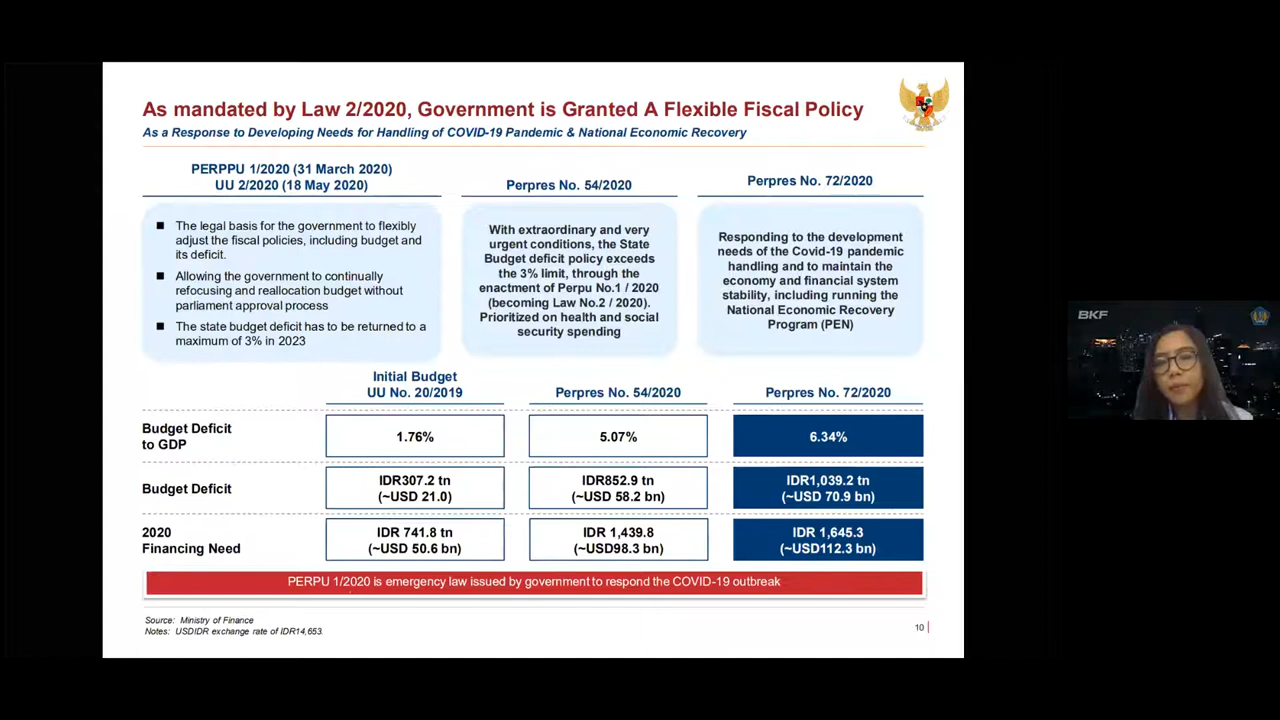 As mandated by Law 2/2020, Government is Granted A Flexible Fiscal Policy
As a Response to Developing Needs for Handling of COVID-19 Pandemic & National Economic Recovery
PERPPU 1/2020 (31 March 2020)
UU 2/2020 (18 May 2020)
■ The legal basis for the government to flexibly
adjust the fiscal policies, including budget and
its deficit.
■ Allowing the government to continually
refocusing and reallocation budget without
parliament approval process
■ The state budget deficit has to be returned to a
maximum of 3% in 2023
Perpres No. 54/2020
With extraordinary and very
urgent conditions, the State
Budget deficit policy exceeds
the 3% limit, through the
enactment of Perpu No.1 / 2020
(becoming Law No.2 / 2020).
Prioritized on health and social
security spending
Perpres No. 72/2020
Responding to the development
needs of the Covid-19 pandemic
handling and to maintain the
economy and financial system
stability, including running the
National Economic Recovery
Program (PEN)
Initial Budget
UU No. 20/2019
Perpres No. 54/2020
Perpres No. 72/2020
Budget Deficit
to GDP
1.76%
5.07%
6.34%
Budget Deficit
IDR307.2 tn
(~USD 21.0)
IDR852.9 tn
(~USD 58.2 bn)
IDR1,039.2 tn
(~USD 70.9 bn)
2020
Financing Need
IDR 741.8 tn
(~USD 50.6 bn)
IDR 1,439.8
(~USD98.3 bn)
IDR 1,645.3
(~USD112.3 bn)
PERPU 1/2020 is emergency law issued by government to respond the COVID-19 outbreak
Source: Ministry of Finance
Notes: USDIDR exchange rate of IDR14,653.
10
BKF